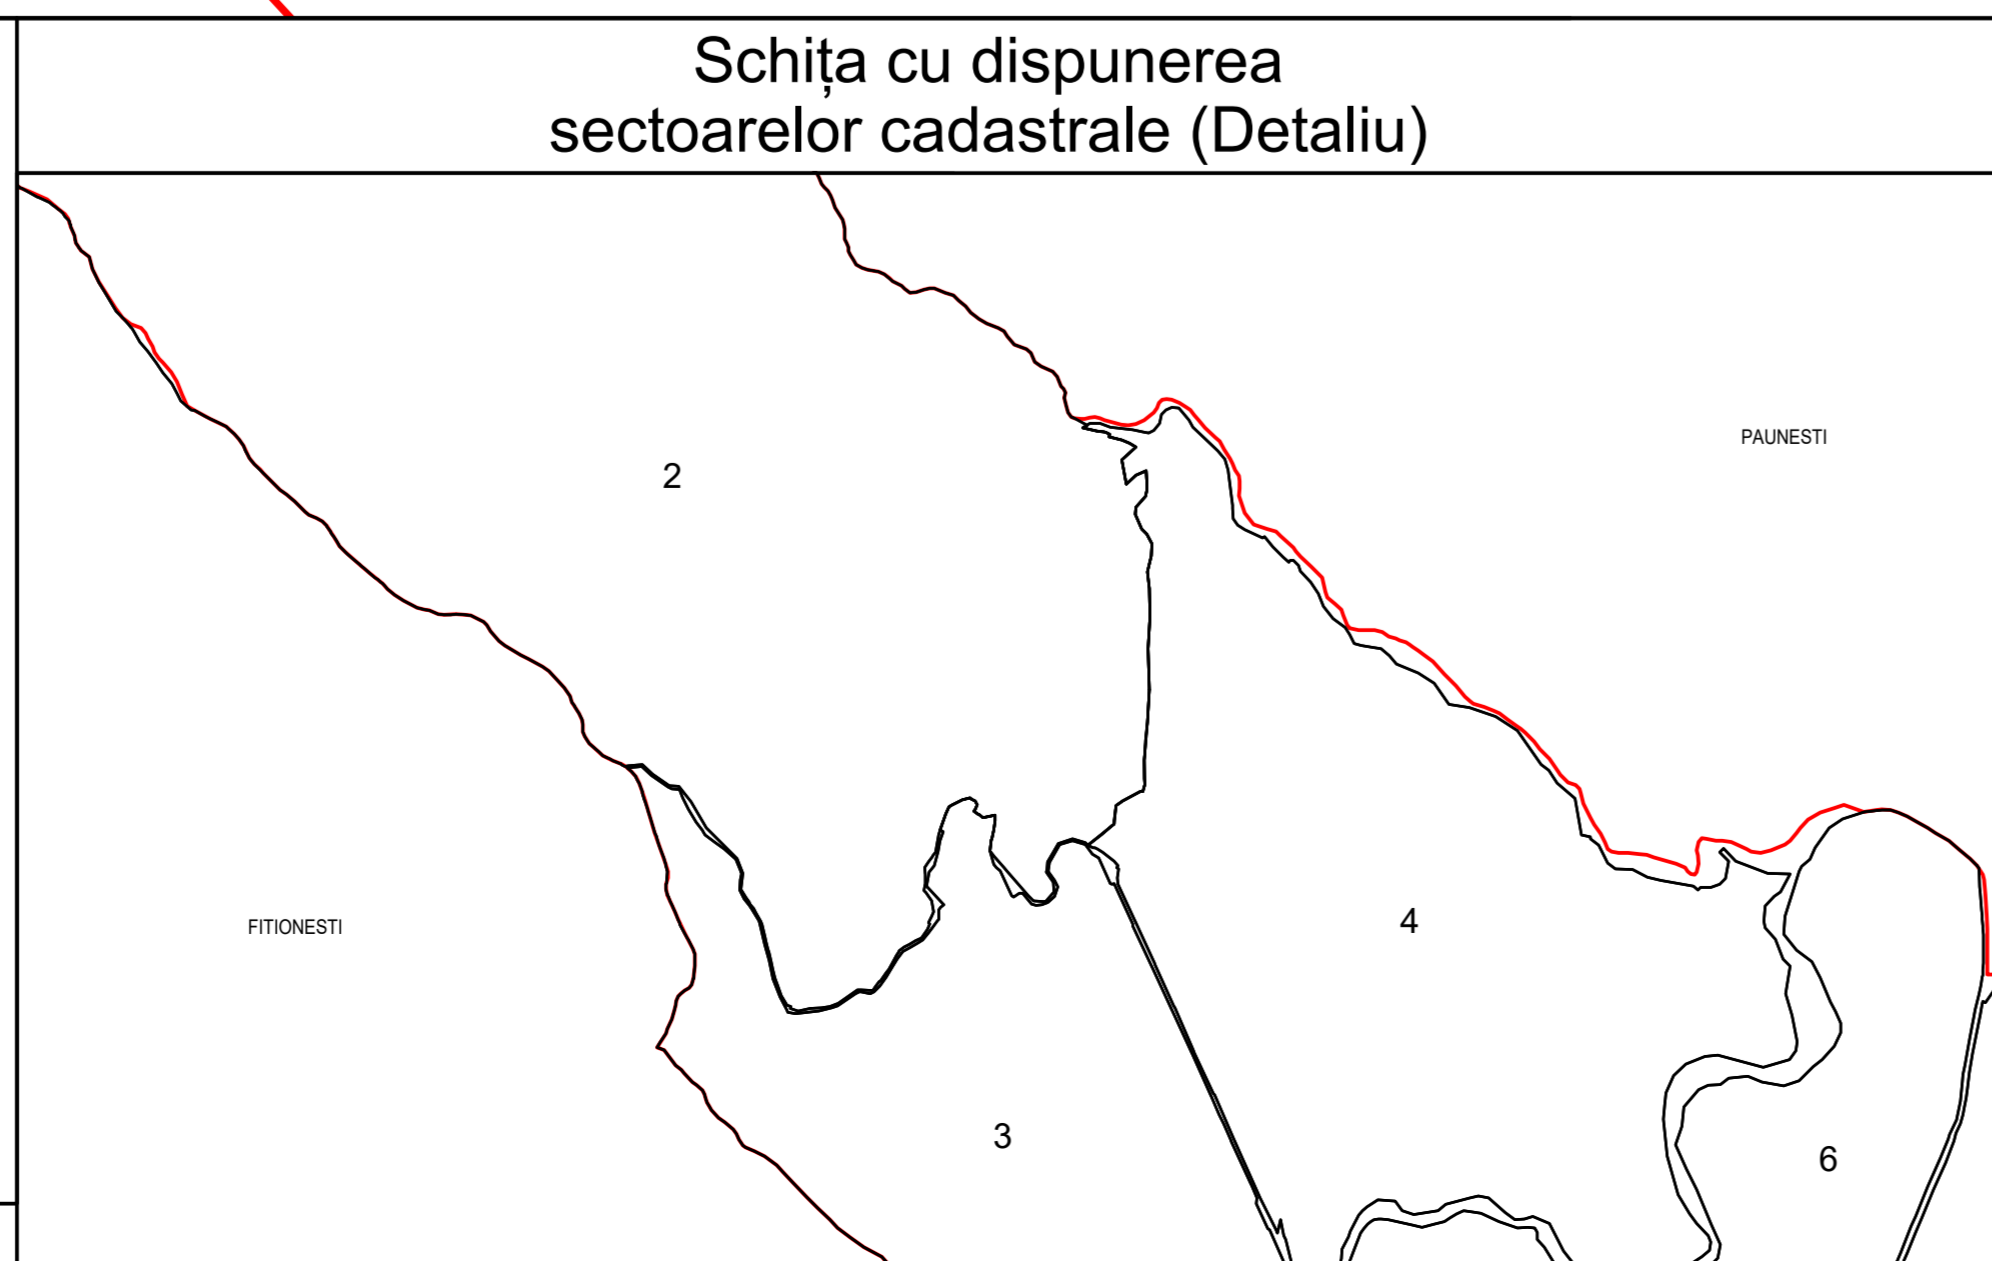 Schița cu dispunerea
sectoarelor cadastrale (Detaliu)
PAUNESTI
2
4
FITIONESTI
3
6